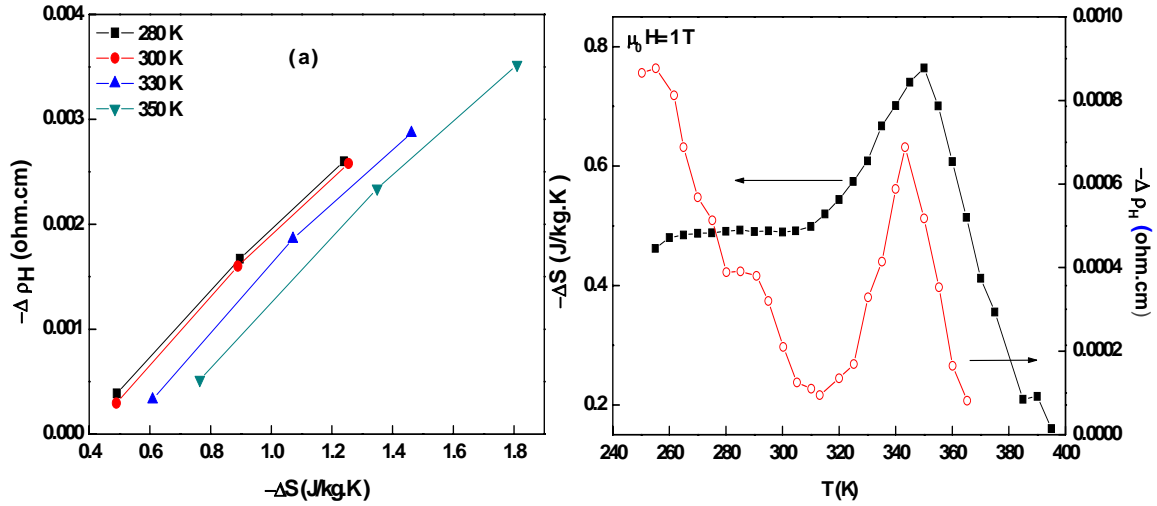 280 K
300 K
330 K
350 K
(a)
0.004
0.003
0.002
0.001
0.000
−Δ ρH (ohm.cm)
0.4 0.6 0.8 1.0 1.2 1.4 1.6 1.8
−ΔS (J/kg.K)
μ0 H=1 T
0.8
0.6
0.4
0.2
−ΔS (J/kg.K)
0.0010
0.0008
0.0006
0.0004
0.0002
0.0000
−Δ ρH (ohm.cm)
240 260 280 300 320 340 360 380 400
T (K)